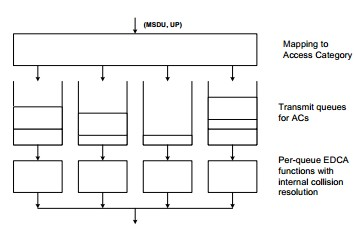 (MSDU, UP)
Mapping to
Access Category
Transmit queues
for ACs
Per-queue EDCA
functions with
internal collision
resolution